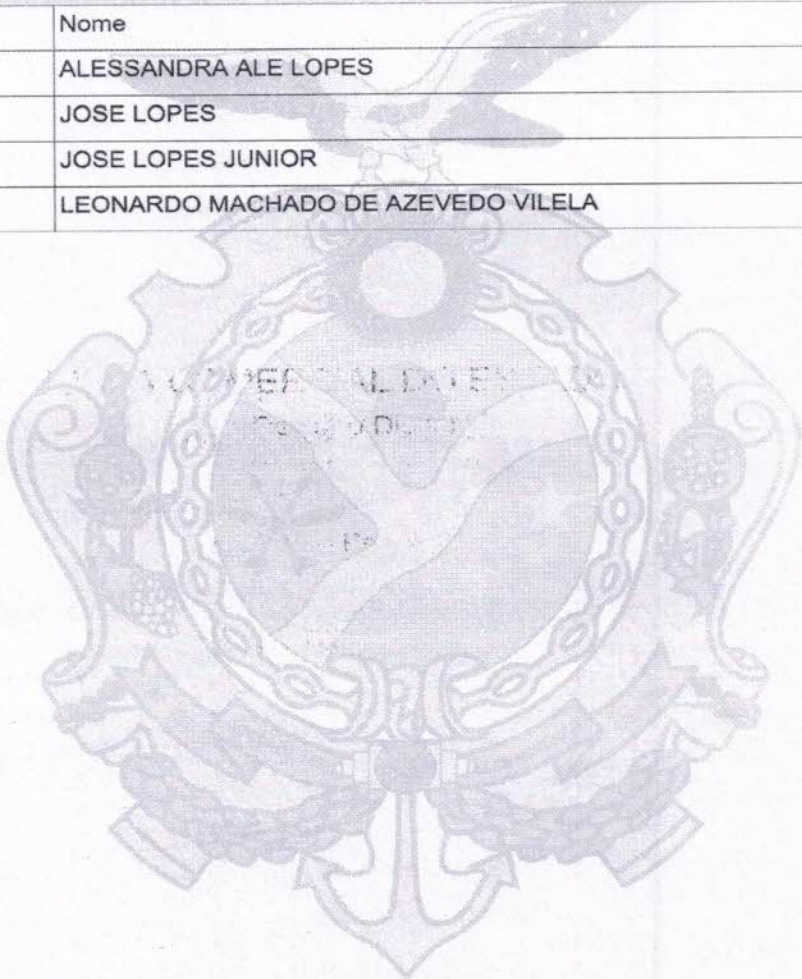 Nome
ALESSANDRA ALE LOPES
JOSE LOPES
JOSE LOPES JUNIOR
LEONARDO MACHADO DE AZEVEDO VILELA